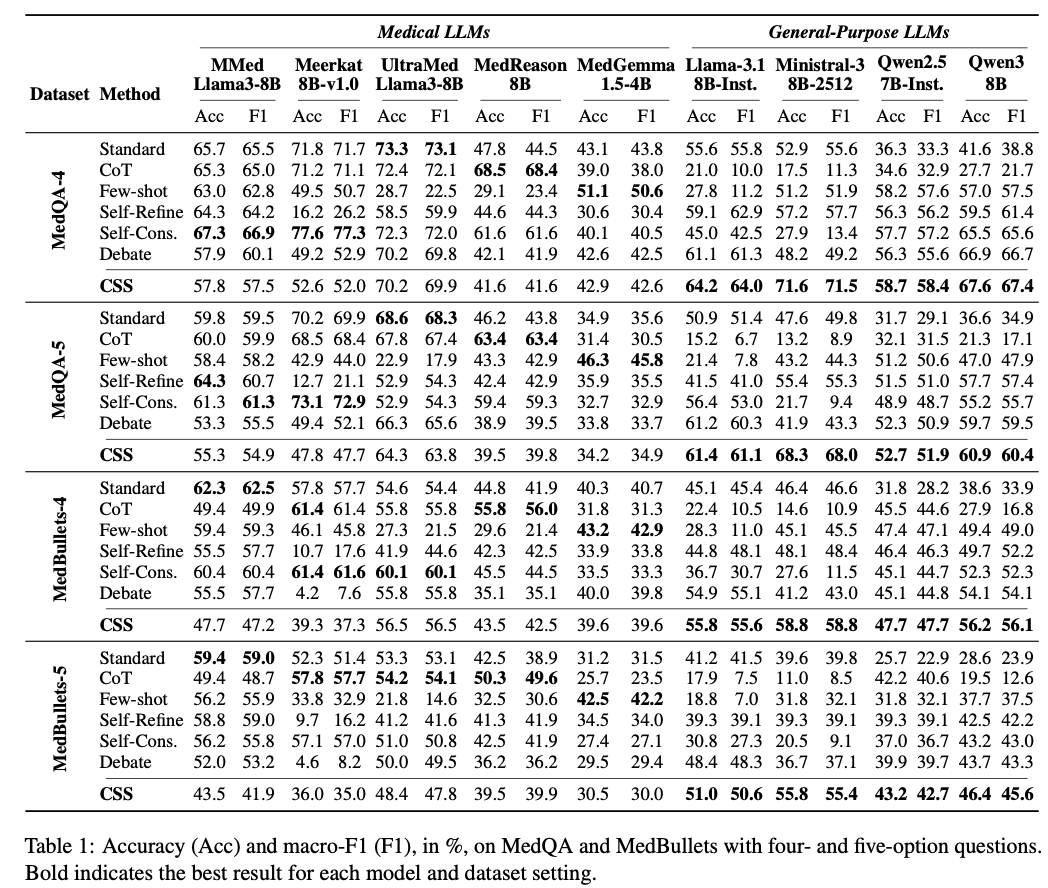 Medical LLMs General-Purpose LLMs
MMed Meerkat UltraMed MedReason MedGemma Llama-3.1 Ministral-3 Qwen2.5 Qwen3
Dataset Method Llama3-8B 8B-v1.0 Llama3-8B 8B 1.5-4B 8B-Inst. 8B-2512 7B-Inst. 8B
Acc F1 Acc F1 Acc F1 Acc F1 Acc F1 Acc F1 Acc F1 Acc F1 Acc F1
MedQA-4
Standard 65.7 65.5 71.8 71.7 73.3 73.1 47.8 44.5 43.1 43.8 55.6 55.8 52.9 55.6 36.3 33.3 41.6 38.8
CoT 65.3 65.0 71.2 71.1 72.4 72.1 68.5 68.4 39.0 38.0 21.0 10.0 17.5 11.3 34.6 32.9 27.7 21.7
Few-shot 63.0 62.8 49.5 50.7 28.7 22.5 29.1 23.4 51.1 50.6 27.8 11.2 51.2 51.9 58.2 57.6 57.0 57.5
Self-Refine 64.3 64.2 16.2 26.2 58.5 59.9 44.6 44.3 30.6 30.4 59.1 62.9 57.2 57.7 56.3 56.2 59.5 61.4
Self-Cons. 67.3 66.9 77.6 77.3 72.3 72.0 61.6 61.6 40.1 40.5 45.0 42.5 27.9 13.4 57.7 57.2 65.5 65.6
Debate 57.9 60.1 49.2 52.9 70.2 69.8 42.1 41.9 42.6 42.5 61.1 61.3 48.2 49.2 56.3 55.6 66.9 66.7
CSS 57.8 57.5 52.6 52.0 70.2 69.9 41.6 41.6 42.9 42.6 64.2 64.0 71.6 71.5 58.7 58.4 67.6 67.4
MedQA-5
Standard 59.8 59.5 70.2 69.9 68.6 68.3 46.2 43.8 34.9 35.6 50.9 51.4 47.6 49.8 31.7 29.1 36.6 34.9
CoT 60.0 59.9 68.5 68.4 67.8 67.4 63.4 63.4 31.4 30.5 15.2 6.7 13.2 8.9 32.1 31.5 21.3 17.1
Few-shot 58.4 58.2 42.9 44.0 22.9 17.9 43.3 42.9 46.3 45.8 21.4 7.8 43.2 44.3 51.2 50.6 47.0 47.9
Self-Refine 64.3 60.7 12.7 21.1 52.9 54.3 42.4 42.9 35.9 35.5 41.5 41.0 55.4 55.3 51.5 51.0 57.7 57.4
Self-Cons. 61.3 61.3 73.1 72.9 52.9 54.3 59.4 59.3 32.7 32.9 56.4 53.0 21.7 9.4 48.9 48.7 55.2 55.7
Debate 53.3 55.5 49.4 52.1 66.3 65.6 38.9 39.5 33.8 33.7 61.2 60.3 41.9 43.3 52.3 50.9 59.7 59.5
CSS 55.3 54.9 47.8 47.7 64.3 63.8 39.5 39.8 34.2 34.9 61.4 61.1 68.3 68.0 52.7 51.9 60.9 60.4
MedBullets-4
Standard 62.3 62.5 57.8 57.7 54.6 54.4 44.8 41.9 40.3 40.7 45.1 45.4 46.4 46.6 31.8 28.2 38.6 33.9
CoT 49.4 49.9 61.4 61.4 55.8 55.8 55.8 56.0 31.8 31.3 22.4 10.5 14.6 10.9 45.5 44.6 27.9 16.8
Few-shot 59.4 59.3 46.1 45.8 27.3 21.5 29.6 21.4 43.2 42.9 28.3 11.0 45.1 45.5 47.4 47.1 49.4 49.0
Self-Refine 55.5 57.7 10.7 17.6 41.9 44.6 42.3 42.5 33.9 33.8 44.8 48.1 48.1 48.4 46.4 46.3 49.7 52.2
Self-Cons. 60.4 60.4 61.4 61.6 60.1 60.1 45.5 44.5 33.5 33.3 36.7 30.7 27.6 11.5 45.1 44.7 52.3 52.3
Debate 55.5 57.7 4.2 7.6 55.8 55.8 35.1 35.1 40.0 39.8 54.9 55.1 41.2 43.0 45.1 44.8 54.1 54.1
CSS 47.7 47.2 39.3 37.3 56.5 56.5 43.5 42.5 39.6 39.6 55.8 55.6 58.8 58.8 47.7 47.7 56.2 56.1
MedBullets-5
Standard 59.4 59.0 52.3 51.4 53.3 53.1 42.5 38.9 31.2 31.5 41.2 41.5 39.6 39.8 25.7 22.9 28.6 23.9
CoT 49.4 48.7 57.8 57.7 54.2 54.1 50.3 49.6 25.7 23.5 17.9 7.5 11.0 8.5 42.2 40.6 19.5 12.6
Few-shot 56.2 55.9 33.8 32.9 21.8 14.6 32.5 30.6 42.5 42.2 18.8 7.0 31.8 32.1 31.8 32.1 37.7 37.5
Self-Refine 58.8 59.0 9.7 16.2 41.2 41.6 41.3 41.9 34.5 34.0 39.3 39.1 39.3 39.1 39.3 39.1 42.5 42.2
Self-Cons. 56.2 55.8 57.1 57.0 51.0 50.8 42.5 41.9 27.4 27.1 30.8 27.3 20.5 9.1 37.0 36.7 43.2 43.0
Debate 52.0 53.2 4.6 8.2 50.0 49.5 36.2 36.2 29.5 29.4 48.4 48.3 36.7 37.1 39.9 39.7 43.7 43.3
CSS 43.5 41.9 36.0 35.0 48.4 47.8 39.5 39.9 30.5 30.0 51.0 50.6 55.8 55.4 43.2 42.7 46.4 45.6
Table 1: Accuracy (Acc) and macro-F1 (F1), in %, on MedQA and MedBullets with four- and five-option questions.
Bold indicates the best result for each model and dataset setting.